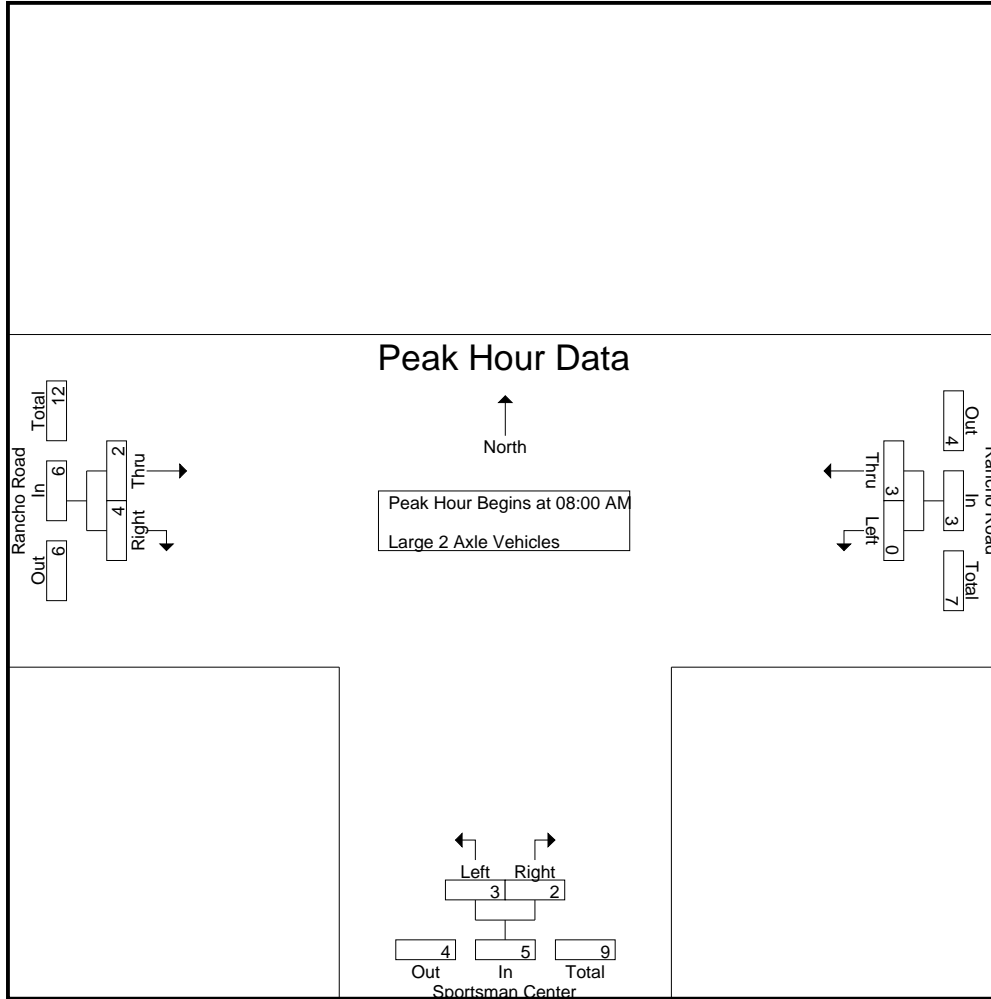 Peak Hour Data
North
Peak Hour Begins at 08:00 AM
Large 2 Axle Vehicles
Rancho Road
Total
12
In
6
Out
6
Thru
2
Right
4
Rancho Road
Out
4
In
3
Total
7
Thru
3
Left
0
Left
3
Right
2
Out
4
In
5
Total
9
Sportsman Center